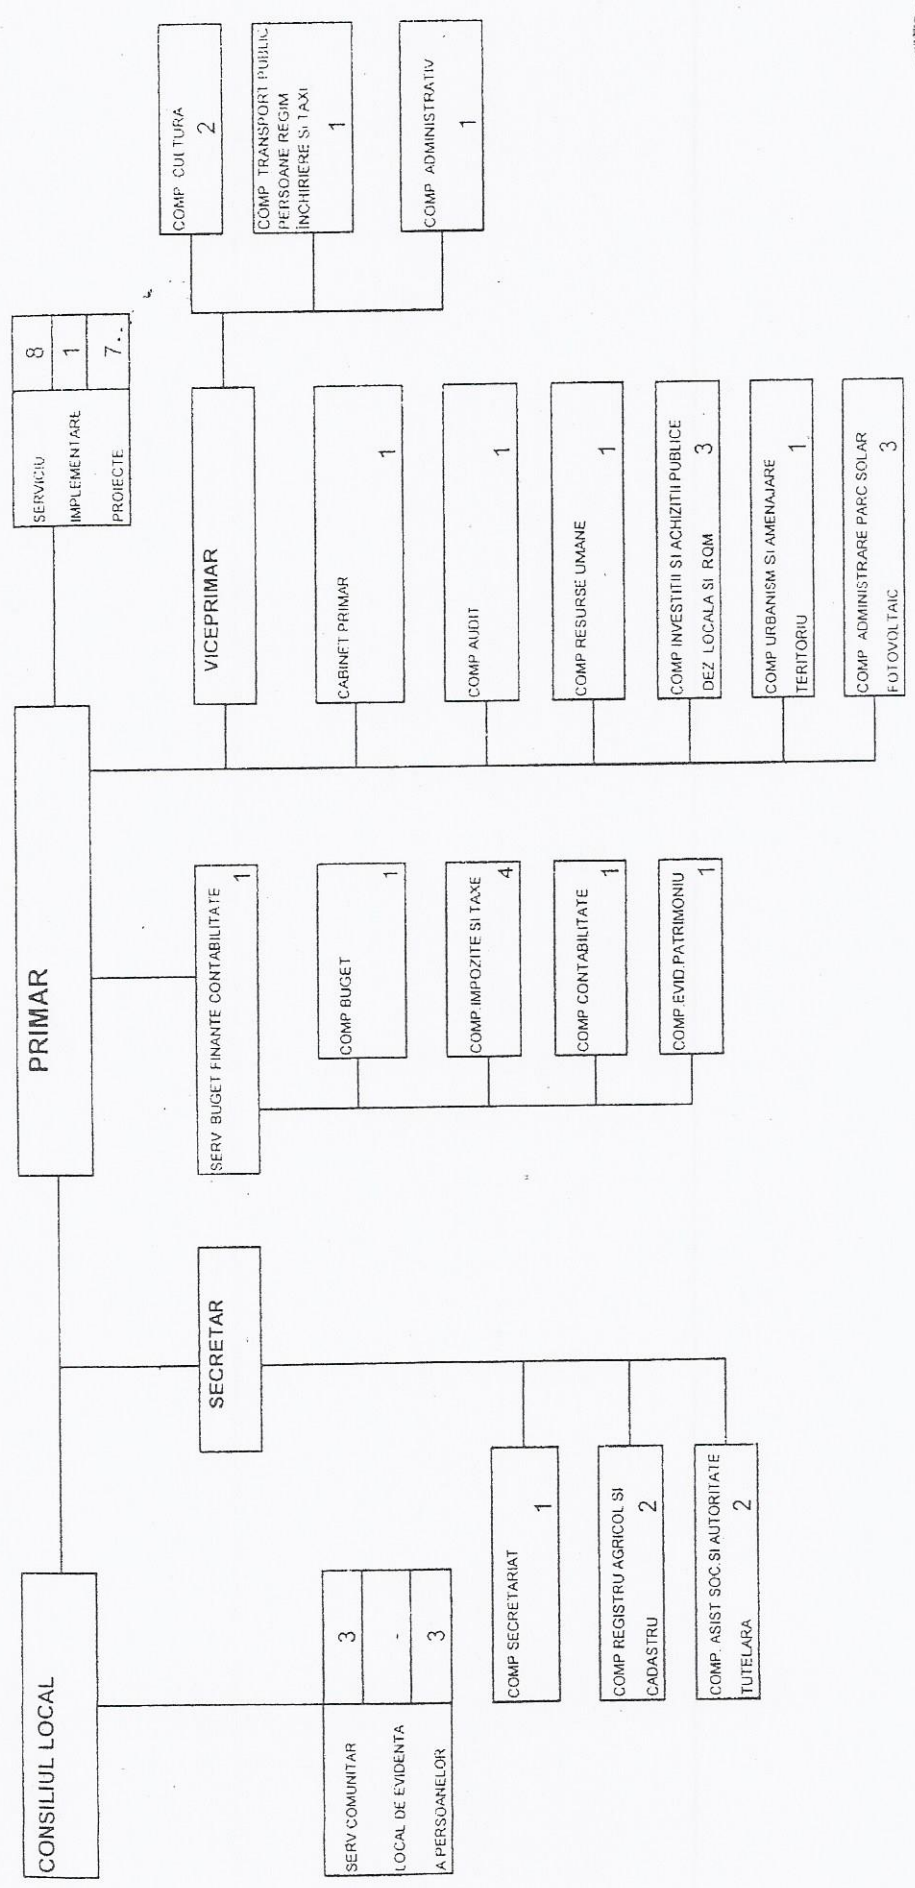 CONSILIUL LOCAL
PRIMAR
SERVICIU 8
IMPLEMENTARE 1
PROIECTE 7
SECRETAR
SERV BUGET FINANTE CONTABILITATE
1
VICEPRIMAR
COMP CULTURA
2
COMP TRANSPORT PUBLIC
PERSOANE REGIM
ÎNCHIRIERE SI TAXI
1
COMP ADMINISTRATIV
1
SERV COMUNITAR 3
LOCAL DE EVIDENTA -
A PERSOANELOR 3
COMP SECRETARIAT
1
COMP REGISTRU AGRICOL SI
CADASTRU 2
COMP. ASIST SOC. SI AUTORITATE
TUTELARA 2
COMP BUGET
1
COMP. IMPOZITE SI TAXE
4
COMP CONTABILITATE
1
COMP. EVID. PATRIMONIU
1
CABINET PRIMAR
1
COMP AUDIT
1
COMP RESURSE UMANE
1
COMP INVESTITII SI ACHIZITII PUBLICE
DEZ LOCALA SI RQM 3
COMP URBANISM SI AMENAJARE
TERITORIU 1
COMP ADMINISTRARE PARC SOLAR
FOTOVOLTAIC 3